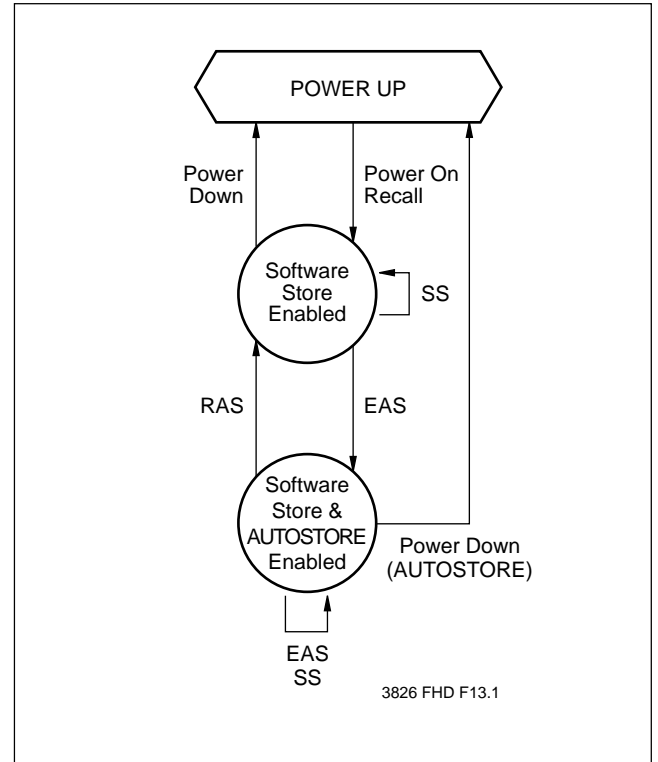 POWER UP
Power
Down
Power On
Recall
Software
Store
Enabled
SS
RAS
EAS
Software
Store &
AUTOSTORE
Enabled
Power Down
(AUTOSTORE)
EAS
SS
3826 FHD F13.1